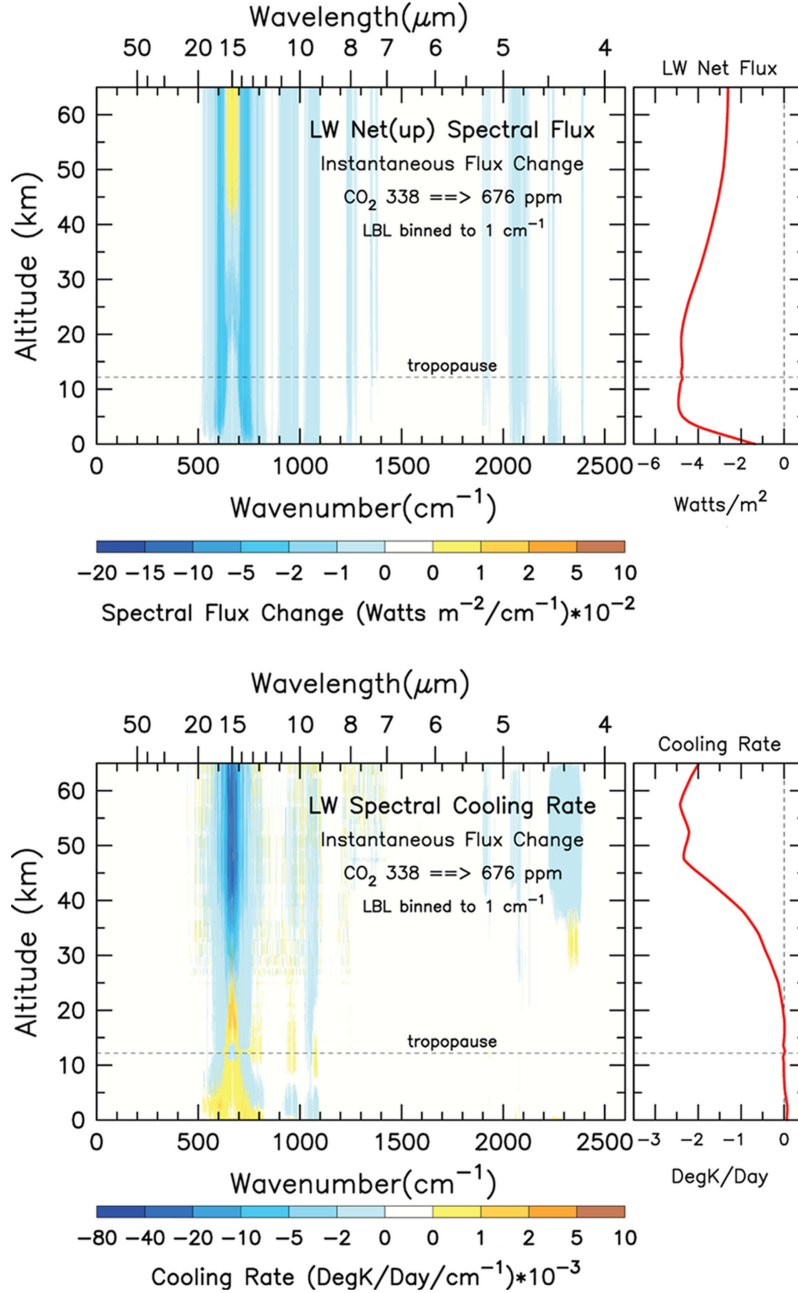 Wavelength(μm)
50 20 15 10 9 8 7 6 5 4
LW Net Flux
LW Net(up) Spectral Flux
Instantaneous Flux Change
CO₂ 338 ==> 676 ppm
LBL binned to 1 cm⁻¹
Altitude (km)
60
50
40
30
20
10
0
tropopause
0 500 1000 1500 2000 2500
−6 −4 −2 0
Wavenumber(cm⁻¹)
Watts/m²
−20 −15 −10 −5 −2 −1 0 0 1 2 5 10
Spectral Flux Change (Watts m⁻²/cm⁻¹)*10⁻²
Wavelength(μm)
50 20 15 10 9 8 7 6 5 4
Cooling Rate
LW Spectral Cooling Rate
Instantaneous Flux Change
CO₂ 338 ==> 676 ppm
LBL binned to 1 cm⁻¹
Altitude (km)
60
50
40
30
20
10
0
tropopause
0 500 1000 1500 2000 2500
−3 −2 −1 0
Wavenumber(cm⁻¹)
DegK/Day
−80 −40 −20 −10 −5 −2 0 0 1 2 5 10
Cooling Rate (DegK/Day/cm⁻¹)*10⁻³